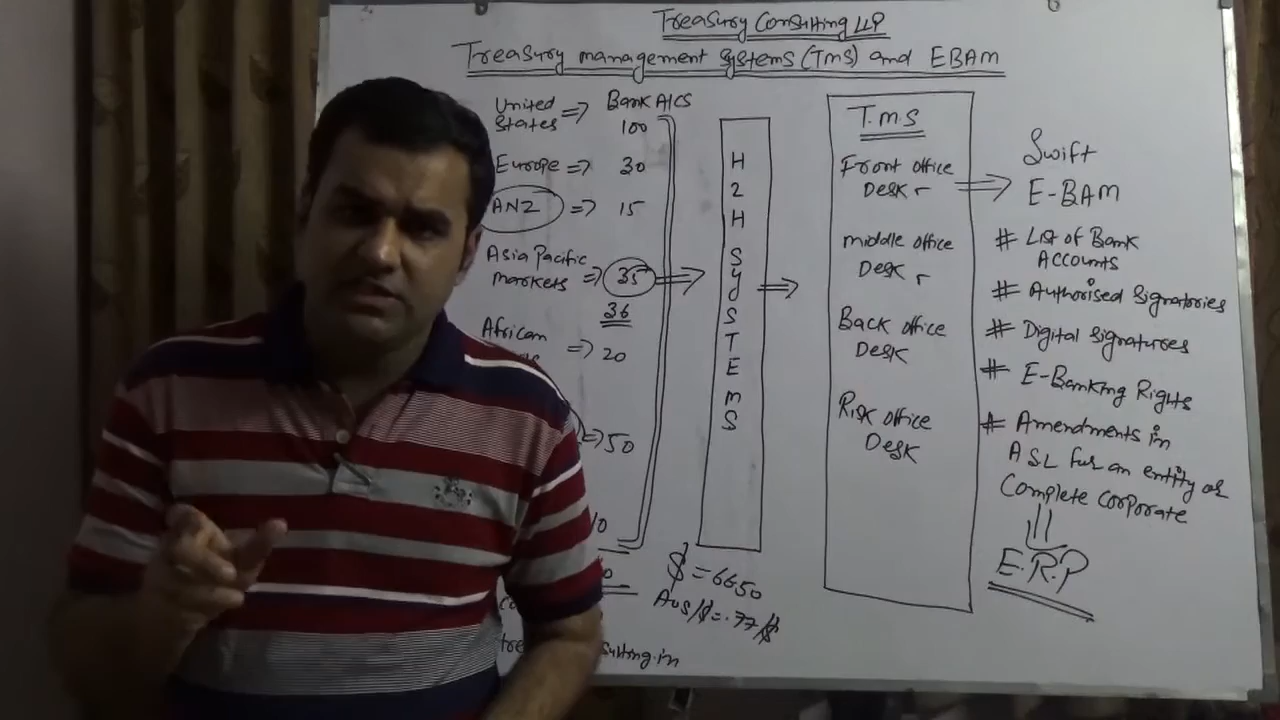 Treasury Consulting LLP
Treasury management Systems (Tms) and EBAM
United States => Bank A/cs 100
Europe => 30
ANZ => 15
Asia Pacific markets => 35
36
African => 20
=> 50
H2H SySTEmS
$ = 6650
Aus/$ = .77/$
T.m.S
Front office
Desk
middle office
Desk
Back office
Desk
Risk office
Desk
Swift
E-BAM
# List of Bank
Accounts
# Authorised Signatories
# Digital Signatures
# E-Banking Rights
# Amendments in
ASL for an entity or
Complete Corporate
E.R.P